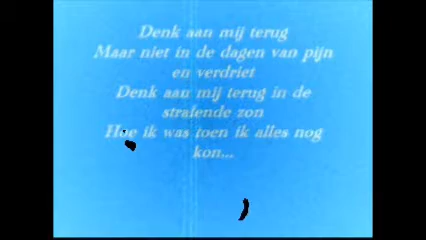 Denk aan mij terug
Maar niet in de dagen van pijn
en verdriet
Denk aan mij terug in de
stralende zon
Hoe ik was toen ik alles nog
kon...